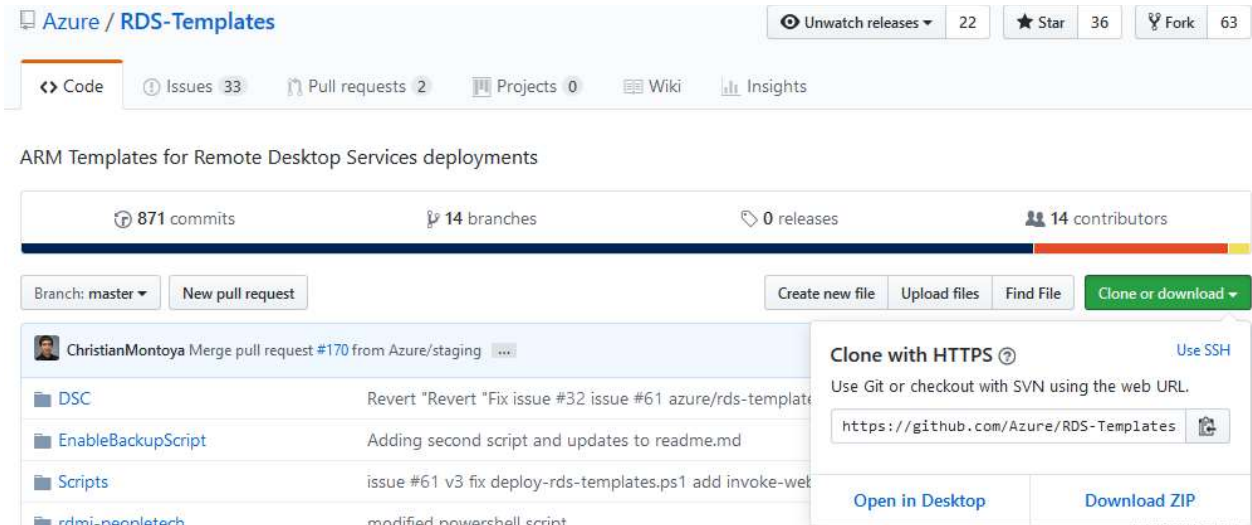 Azure / RDS-Templates
Unwatch releases 22 Star 36 Fork 63
Code Issues 33 Pull requests 2 Projects 0 Wiki Insights
ARM Templates for Remote Desktop Services deployments
871 commits 14 branches 0 releases 14 contributors
Branch: master New pull request Create new file Upload files Find File Clone or download
ChristianMontoya Merge pull request #170 from Azure/staging ...
Clone with HTTPS ? Use SSH
Use Git or checkout with SVN using the web URL.
https://github.com/Azure/RDS-Templates
Open in Desktop Download ZIP
DSC Revert "Revert "Fix issue #32 issue #61 azure/rds-template
EnableBackupScript Adding second script and updates to readme.md
Scripts issue #61 v3 fix deploy-rds-templates.ps1 add invoke-web
rdmi-peopletech modified powershell script